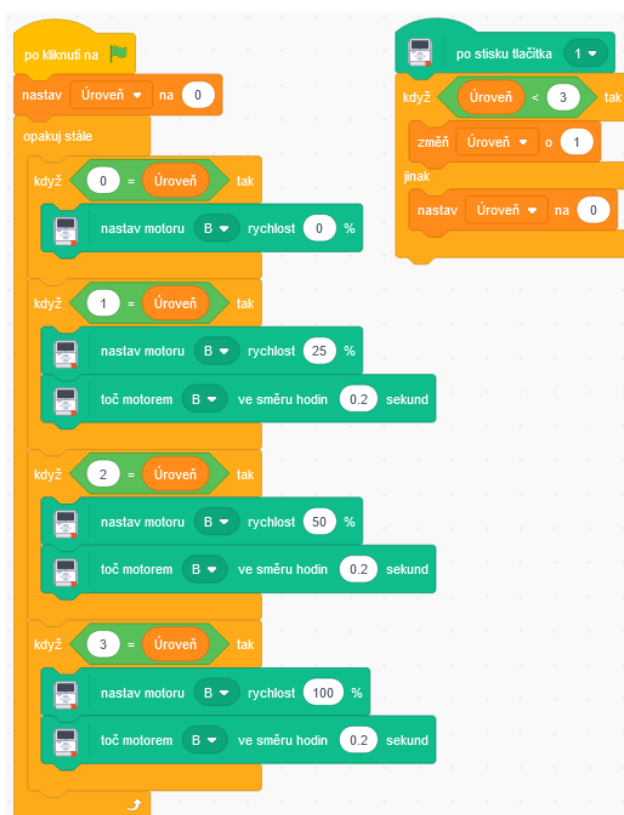 po kliknutí na
nastav Úroveň na 0
opakuj stále
když 0 = Úroveň tak
nastav motoru B rychlost 0 %
když 1 = Úroveň tak
nastav motoru B rychlost 25 %
toč motorem B ve směru hodin 0.2 sekund
když 2 = Úroveň tak
nastav motoru B rychlost 50 %
toč motorem B ve směru hodin 0.2 sekund
když 3 = Úroveň tak
nastav motoru B rychlost 100 %
toč motorem B ve směru hodin 0.2 sekund
po stisku tlačítka 1
když Úroveň < 3 tak
změň Úroveň o 1
jinak
nastav Úroveň na 0